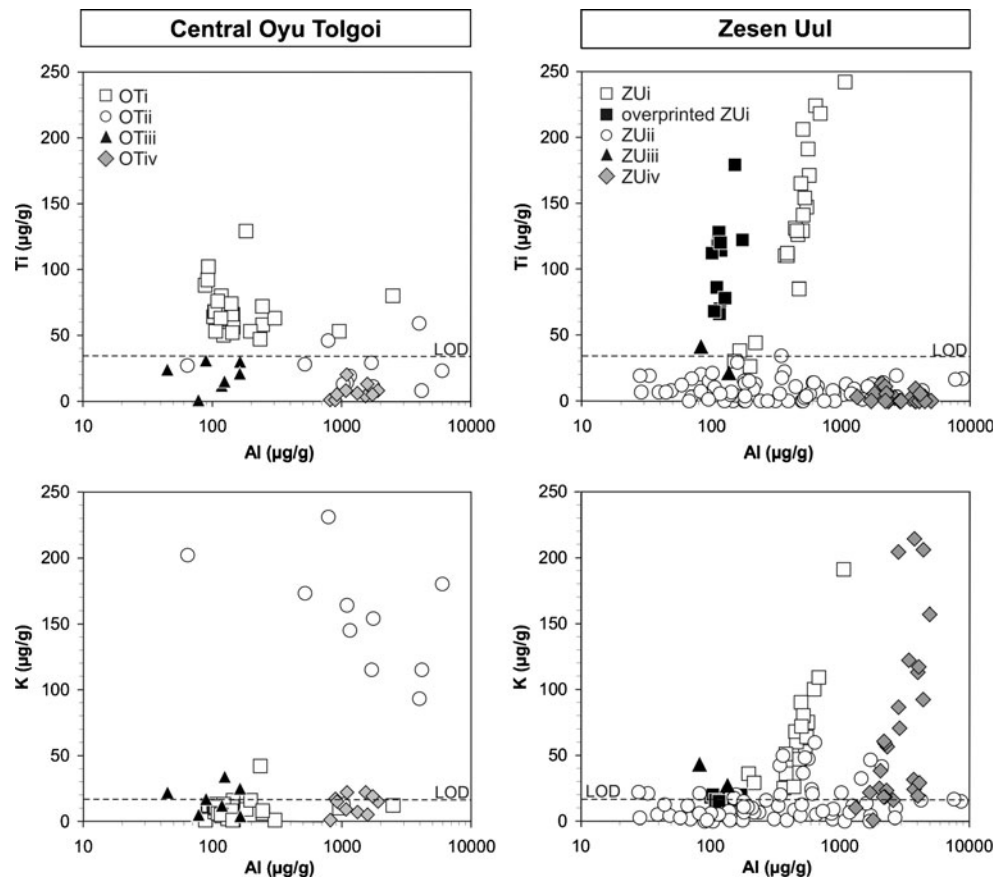 Central Oyu Tolgoi
Zesen Uul
250
200
150
100
50
0
Ti (µg/g)
OTi
OTii
OTiii
OTiv
LOD
10
100
1000
10000
Al (µg/g)
250
200
150
100
50
0
Ti (µg/g)
ZUi
overprinted ZUi
ZUii
ZUiii
ZUiv
LOD
10
100
1000
10000
Al (µg/g)
250
200
150
100
50
0
K (µg/g)
LOD
10
100
1000
10000
Al (µg/g)
250
200
150
100
50
0
K (µg/g)
LOD
10
100
1000
10000
Al (µg/g)